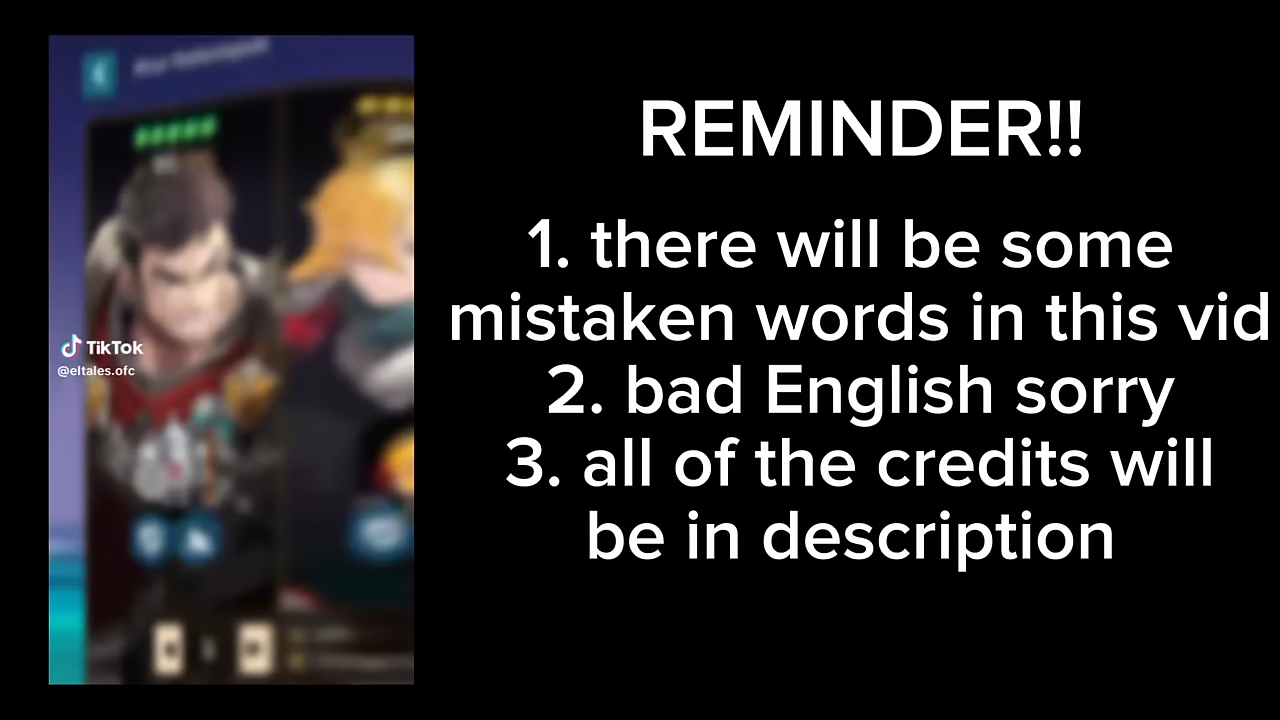 REMINDER!!
1. there will be some
mistaken words in this vid
2. bad English sorry
3. all of the credits will
be in description
TikTok
@eltales.ofc